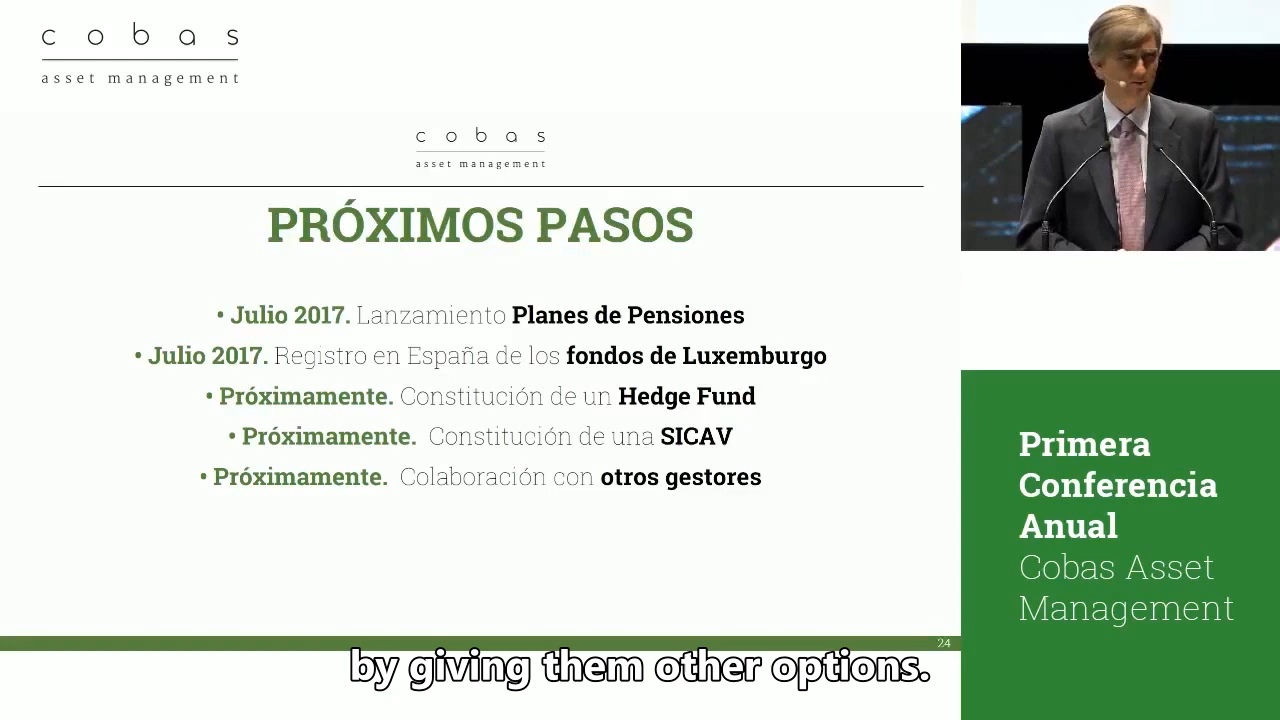 cobas
asset management
cobas
asset management
PRÓXIMOS PASOS
• Julio 2017. Lanzamiento Planes de Pensiones
• Julio 2017. Registro en España de los fondos de Luxemburgo
• Próximamente. Constitución de un Hedge Fund
• Próximamente. Constitución de una SICAV
• Próximamente. Colaboración con otros gestores
24
by giving them other options.
Primera
Conferencia
Anual
Cobas Asset
Management